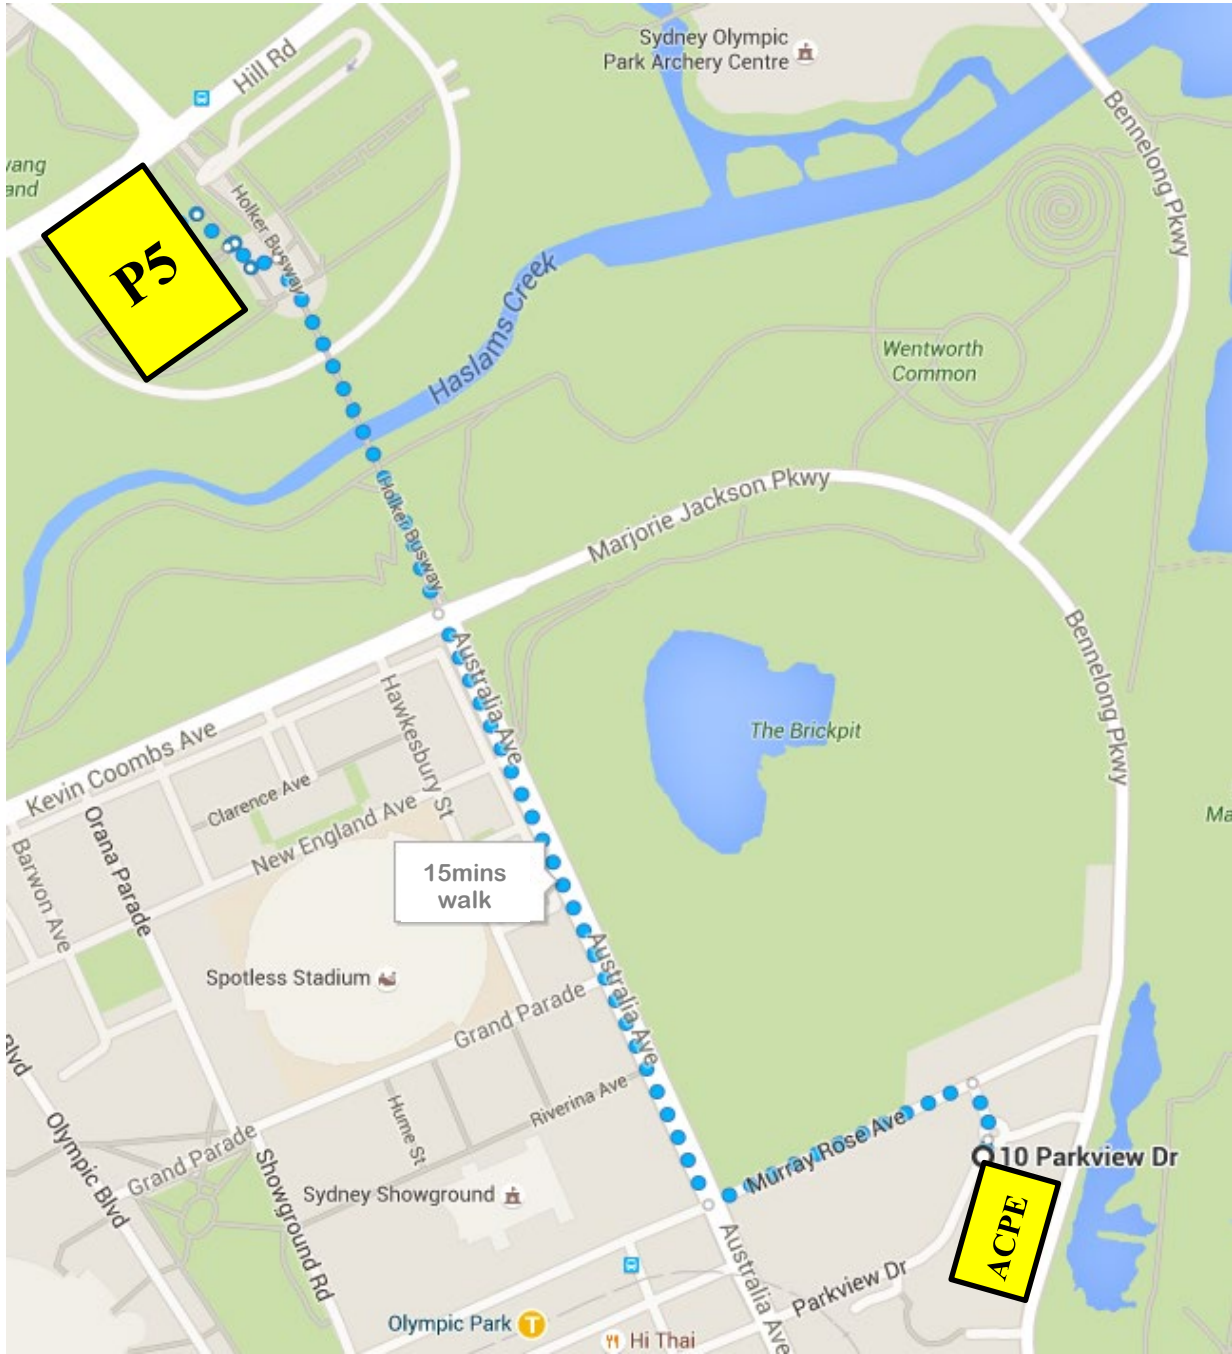 Sydney Olympic
Park Archery Centre
Hill Rd
Bennelong Pkwy
vang
and
Holker Busway
P5
Haslams Creek
Wentworth
Common
Marjorie Jackson Pkwy
Holker Busway
Bennelong Pkwy
Australia Ave
Hawkesbury St
The Brickpit
Kevin Coombs Ave
Clarence Ave
New England Ave
Orana Parade
Barwon Ave
Ma
15mins
walk
Spotless Stadium
Australia Ave
Grand Parade
Blvd
Riverina Ave
Hume St
Murray Rose Ave
Olympic Blvd
Grand Parade
Showground Rd
10 Parkview Dr
Sydney Showground
ACPE
Australia Ave
Parkview Dr
Olympic Park T
Hi Thai